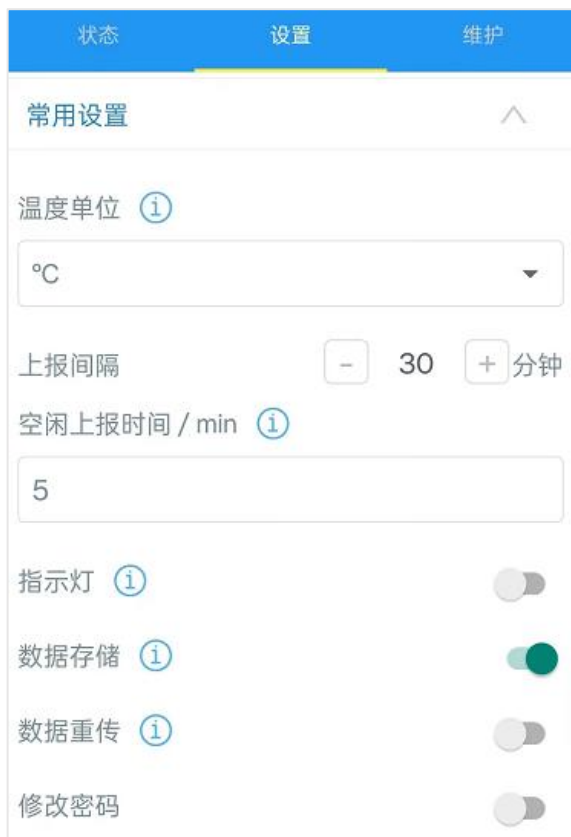 状态 设置 维护
常用设置
温度单位
℃
上报间隔 - 30 + 分钟
空闲上报时间 / min
5
指示灯
数据存储
数据重传
修改密码